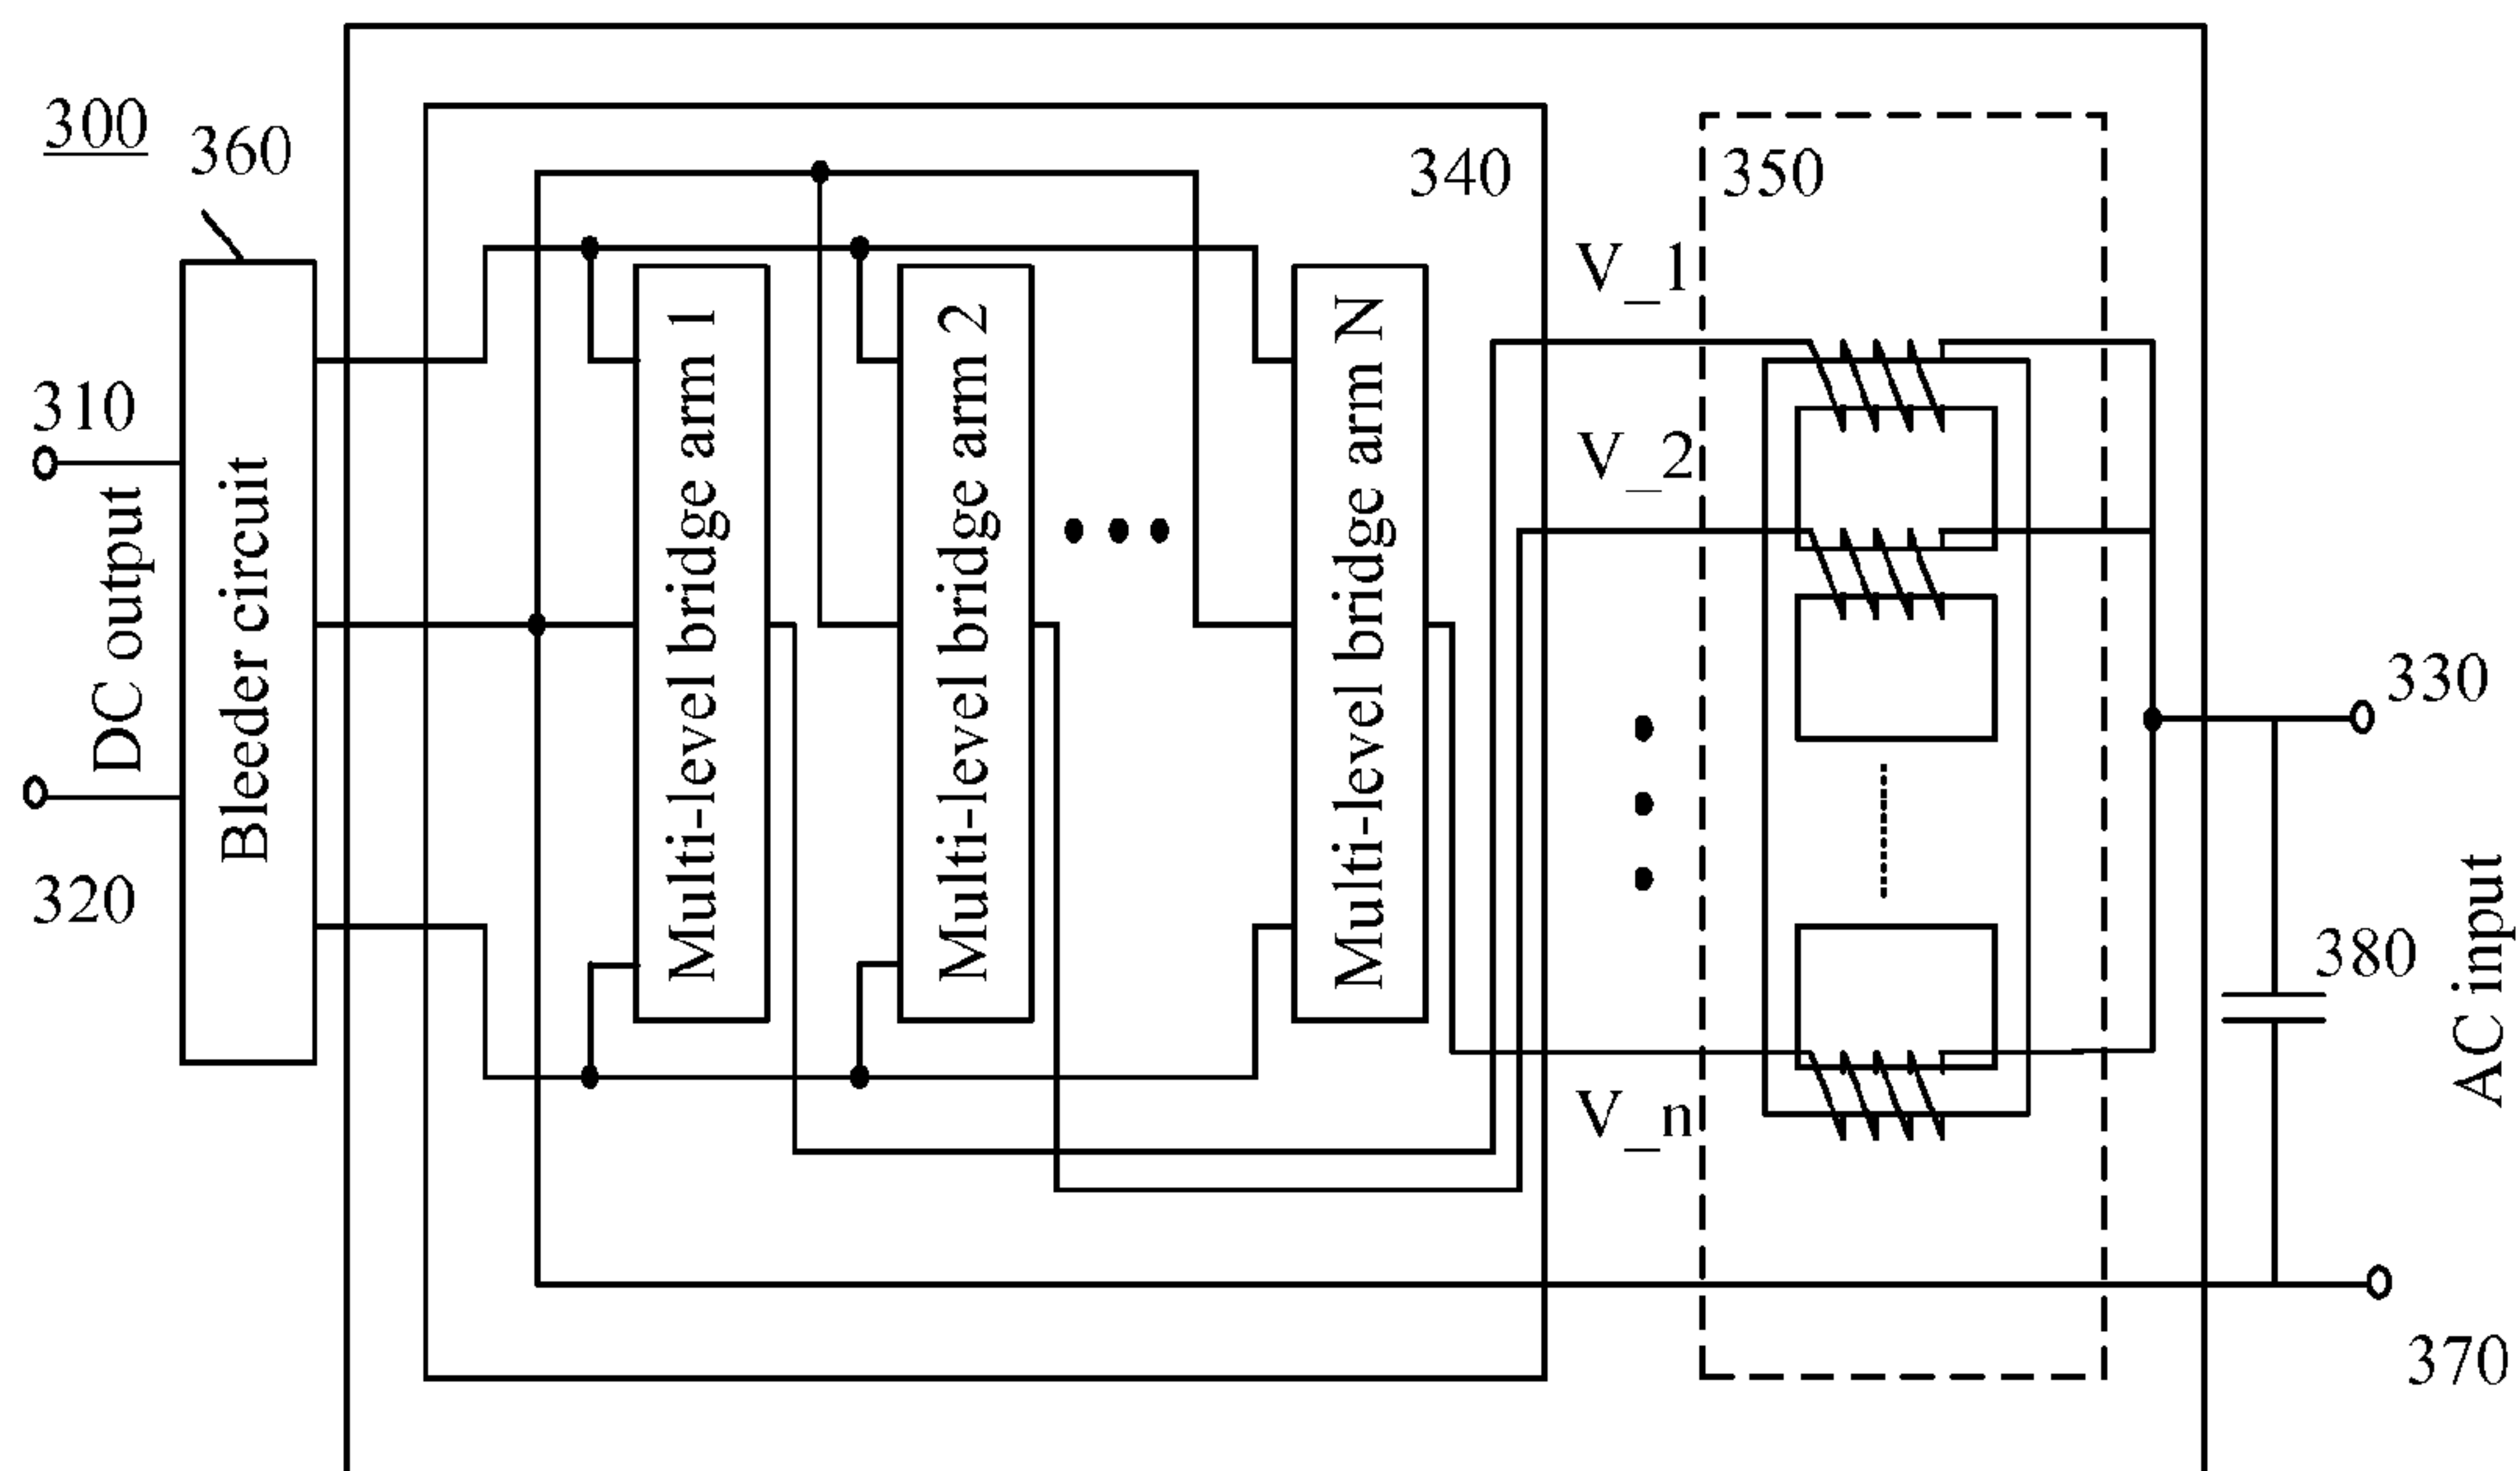 300
360
340
350
V_1
310
V_2
DC output
Bleeder circuit
Multi-level bridge arm 1
Multi-level bridge arm 2
Multi-level bridge arm N
330
320
380
AC input
V_n
370